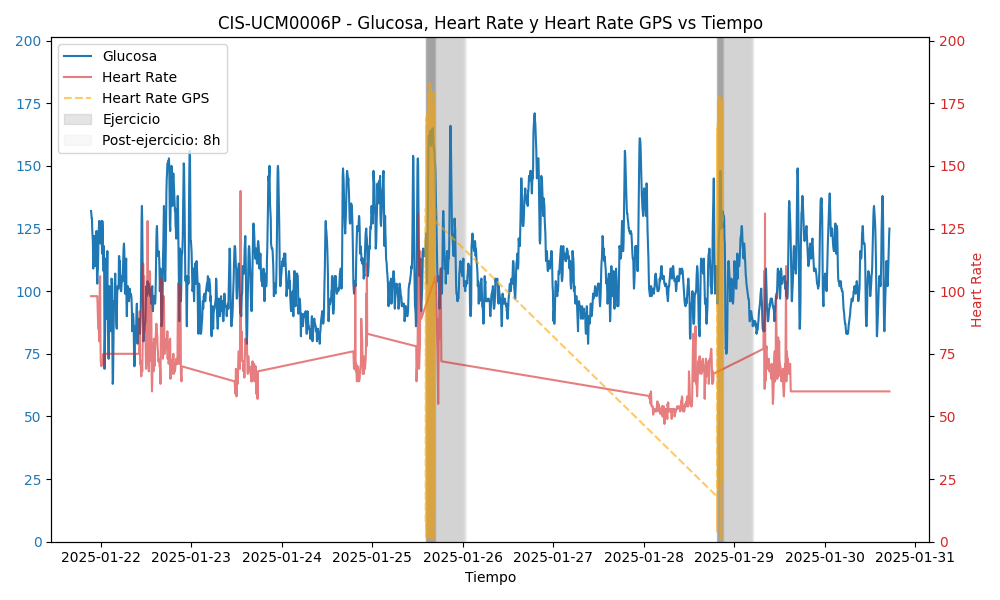 CIS-UCM0006P - Glucosa, Heart Rate y Heart Rate GPS vs Tiempo
Glucosa
Heart Rate
Heart Rate GPS
Ejercicio
Post-ejercicio: 8h
200
175
150
125
100
75
50
25
0
200
175
150
125
100
75
50
25
0
Heart Rate
2025-01-22 2025-01-23 2025-01-24 2025-01-25 2025-01-26 2025-01-27 2025-01-28 2025-01-29 2025-01-30 2025-01-31
Tiempo